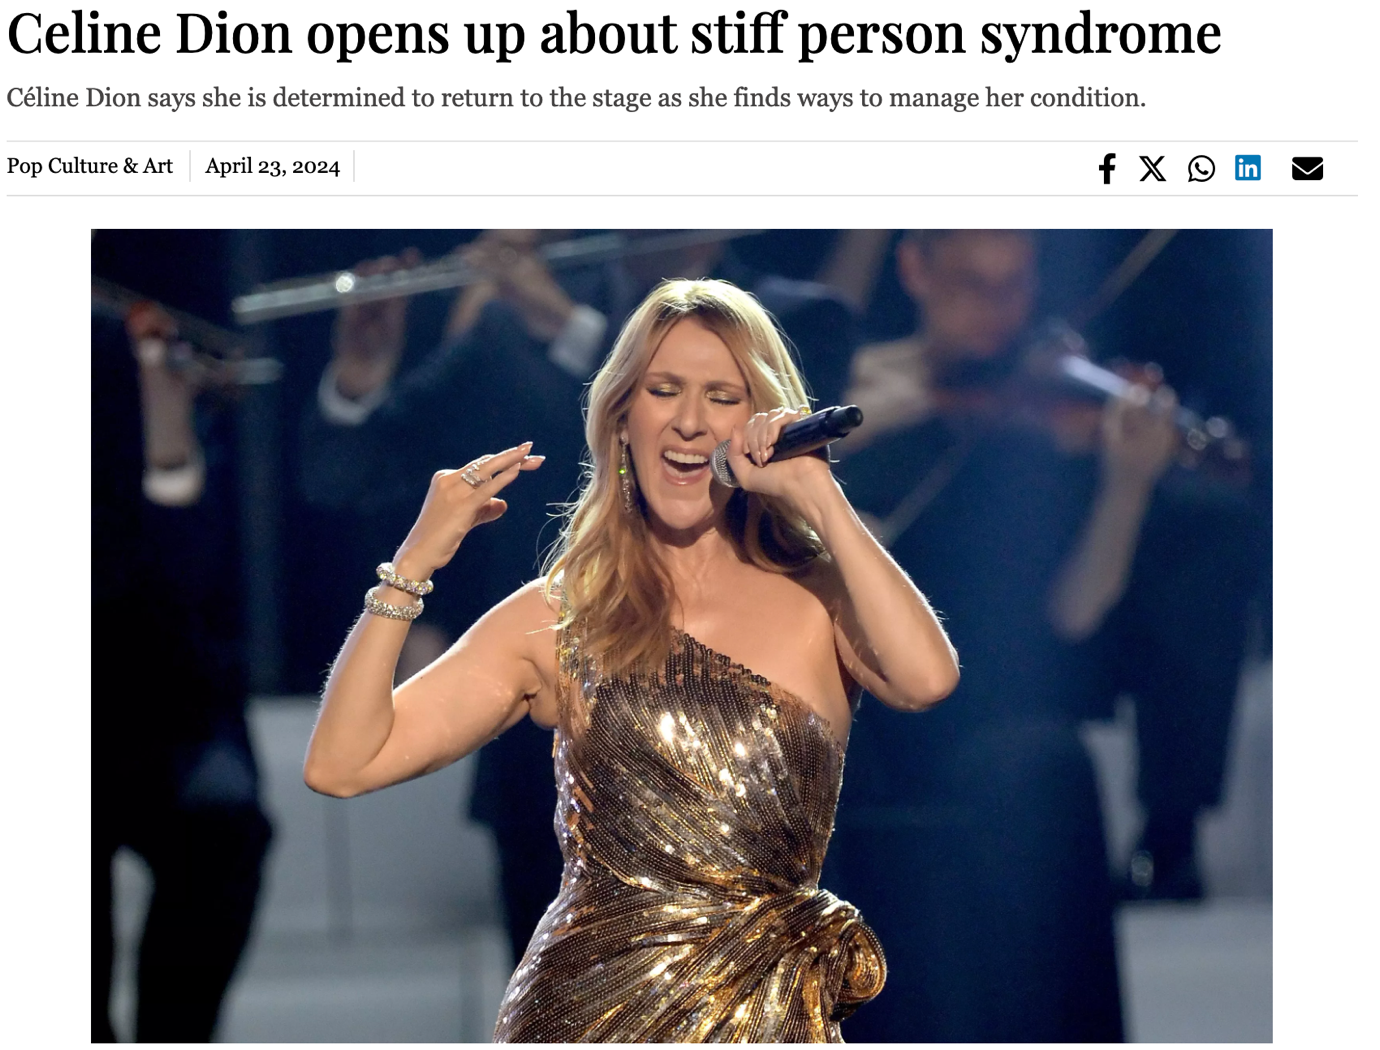 Celine Dion opens up about stiff person syndrome
Céline Dion says she is determined to return to the stage as she finds ways to manage her condition.
Pop Culture & Art
April 23, 2024
in